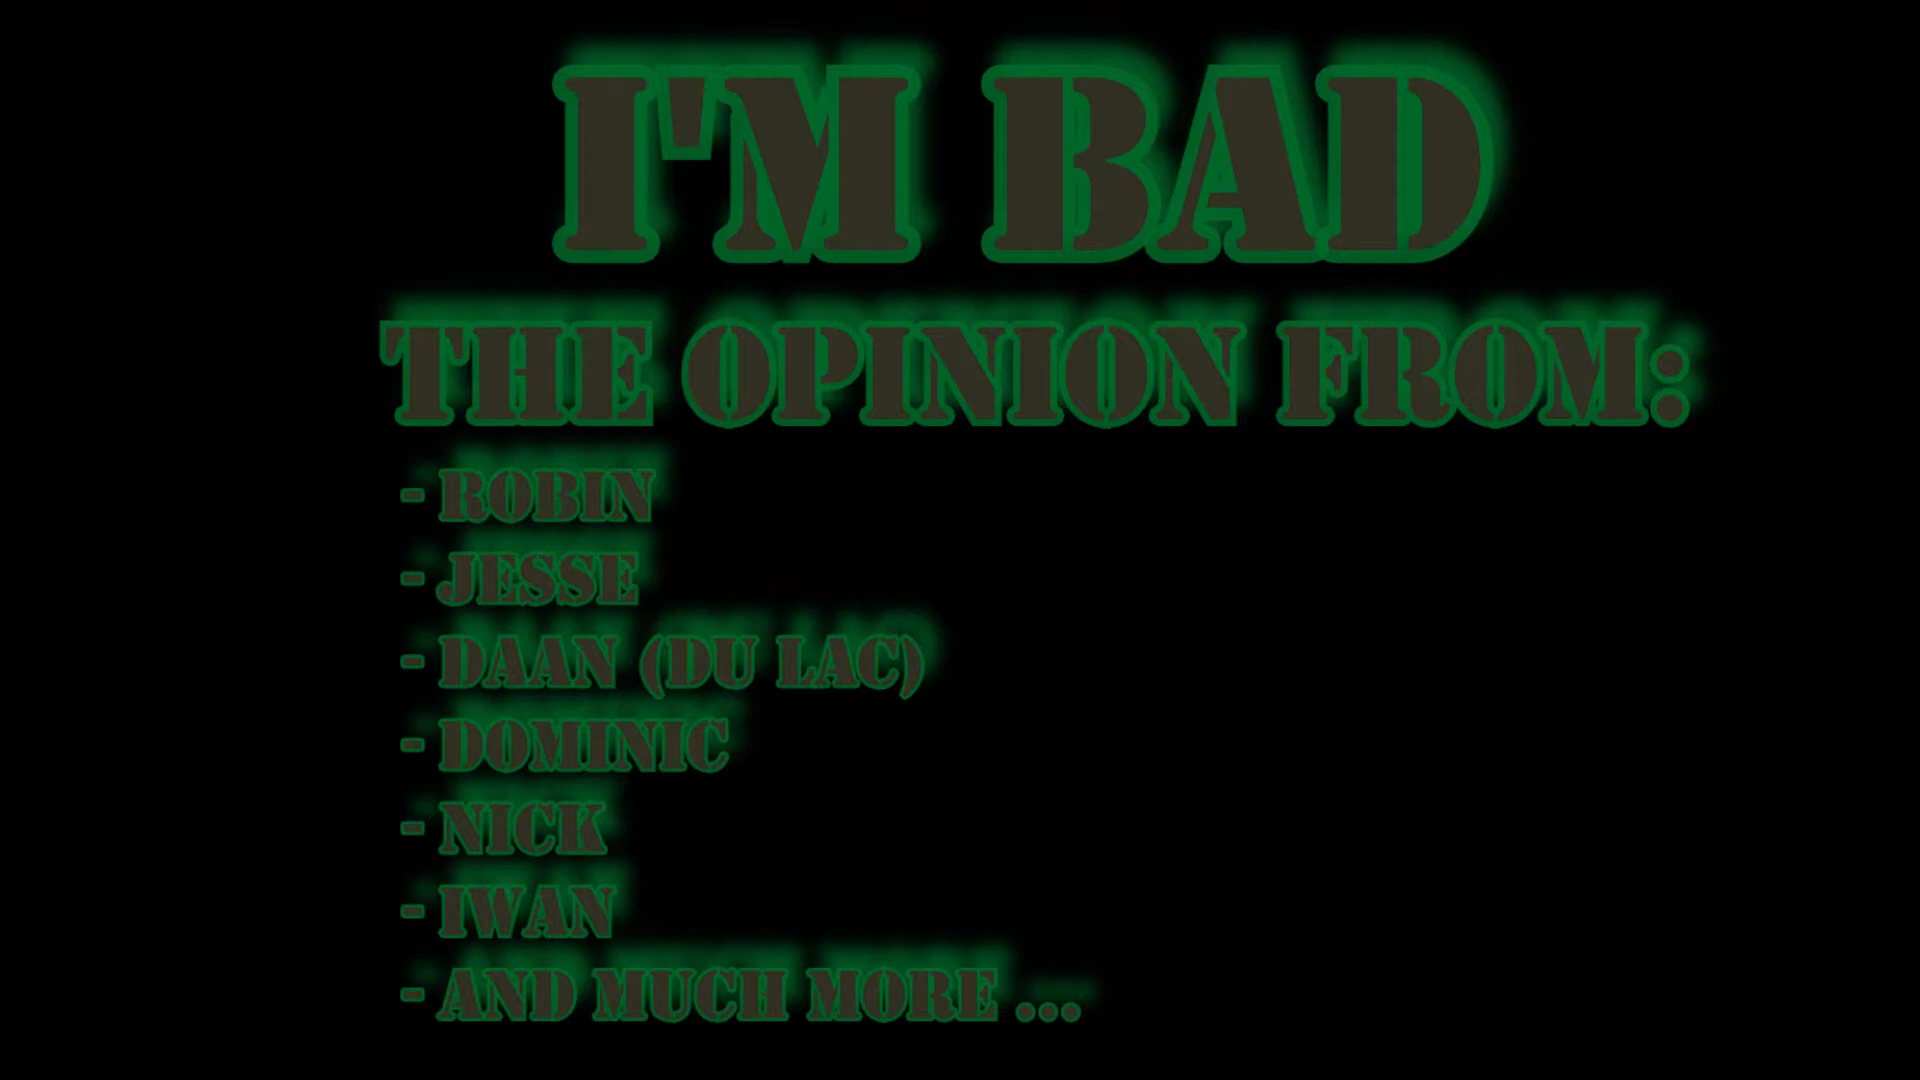 I'M BAD
THE OPINION FROM:
- ROBIN
- JESSE
- DAAN (DU LAC)
- DOMINIC
- NICK
- IWAN
- AND MUCH MORE ...